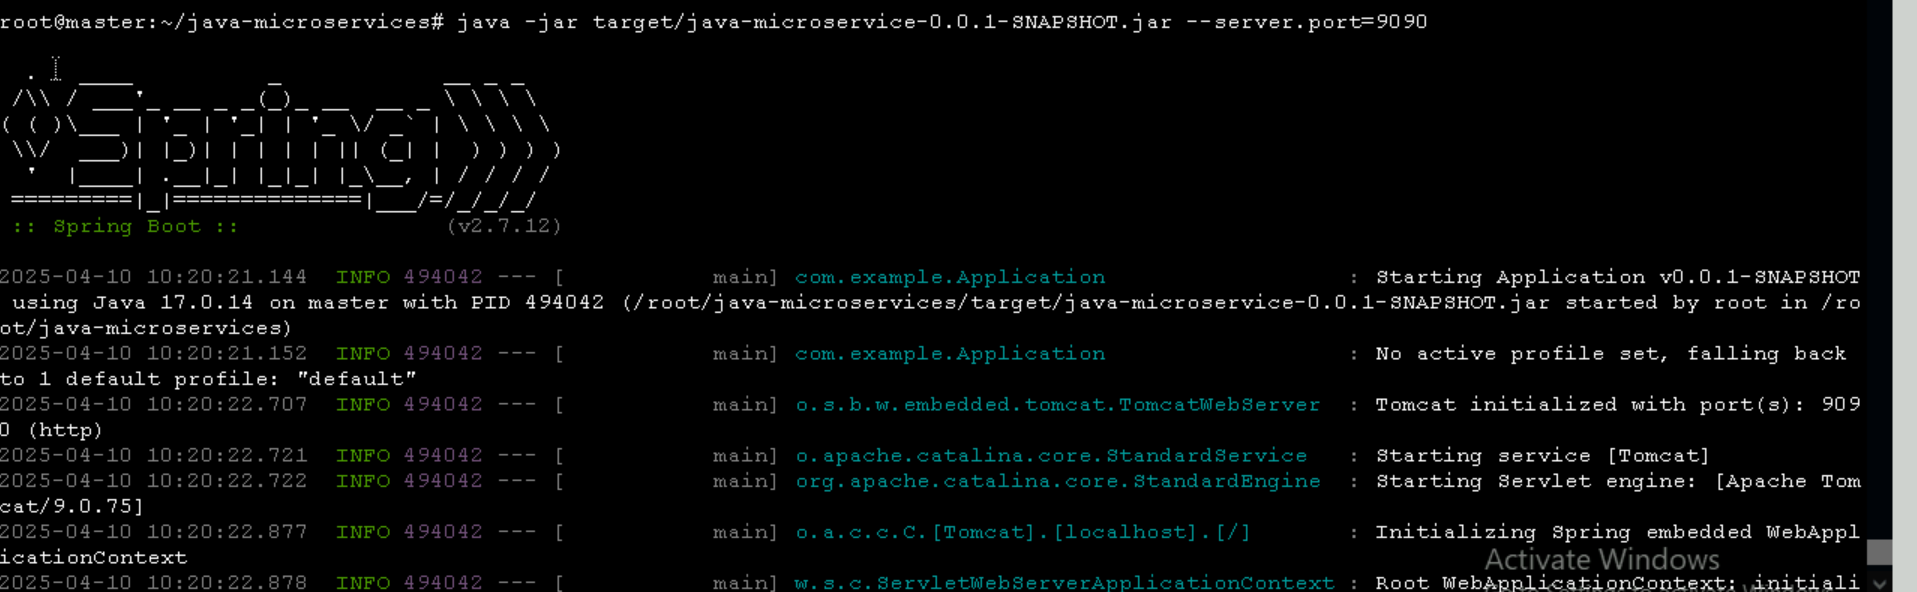 root@master:~/java-microservices# java -jar target/java-microservice-0.0.1-SNAPSHOT.jar --server.port=9090
Spring
:: Spring Boot :: (v2.7.12)
2025-04-10 10:20:21.144 INFO 494042 --- [ main] com.example.Application : Starting Application v0.0.1-SNAPSHOT
using Java 17.0.14 on master with PID 494042 (/root/java-microservices/target/java-microservice-0.0.1-SNAPSHOT.jar started by root in /ro
ot/java-microservices)
2025-04-10 10:20:21.152 INFO 494042 --- [ main] com.example.Application : No active profile set, falling back
to 1 default profile: "default"
2025-04-10 10:20:22.707 INFO 494042 --- [ main] o.s.b.w.embedded.tomcat.TomcatWebServer : Tomcat initialized with port(s): 909
0 (http)
2025-04-10 10:20:22.721 INFO 494042 --- [ main] o.apache.catalina.core.StandardService : Starting service [Tomcat]
2025-04-10 10:20:22.722 INFO 494042 --- [ main] org.apache.catalina.core.StandardEngine : Starting Servlet engine: [Apache Tom
cat/9.0.75]
2025-04-10 10:20:22.877 INFO 494042 --- [ main] o.a.c.c.C.[Tomcat].[localhost].[/] : Initializing Spring embedded WebAppl
icationContext
Activate Windows
2025-04-10 10:20:22.878 INFO 494042 --- [ main] w.s.c.ServletWebServerApplicationContext : Root WebApplicationContext: initiali